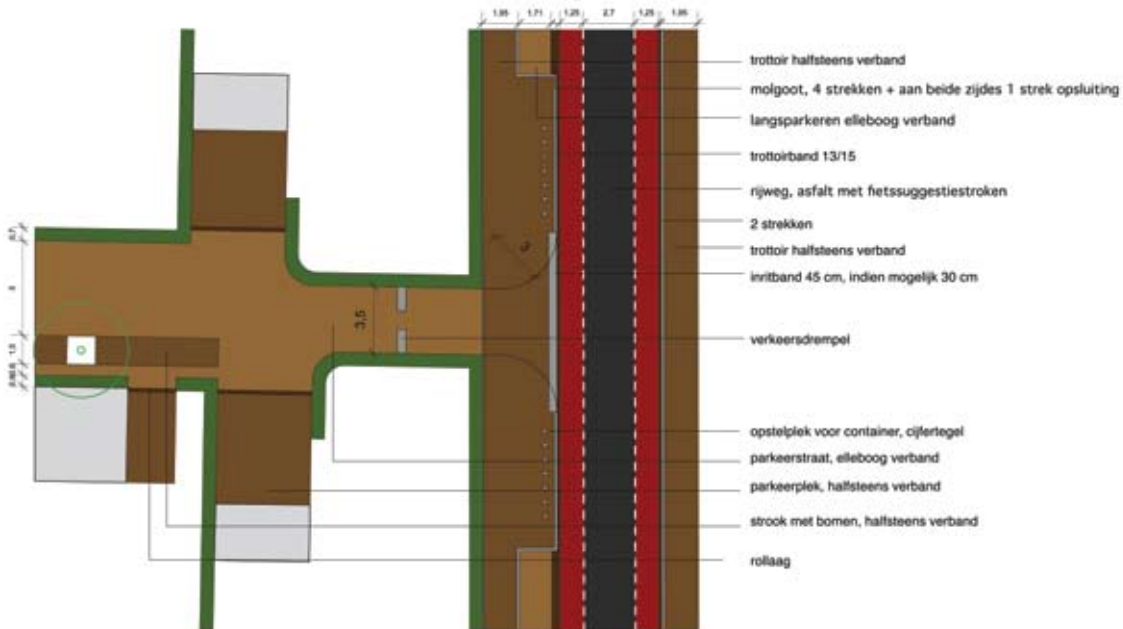 1.95 1.71 1.25 2,7 1.25 1.95
trottoir halfsteens verband
molgoot, 4 strekken + aan beide zijdes 1 strek opsluiting
langsparkeren elleboog verband
trottoirband 13/15
rijweg, asfalt met fietssuggestiestroken
2 strekken
trottoir halfsteens verband
inritband 45 cm, indien mogelijk 30 cm
3
3,5
verkeersdrempel
opstelplek voor container, cijfertegel
parkeerstraat, elleboog verband
parkeerplek, halfsteens verband
strook met bomen, halfsteens verband
rollaag